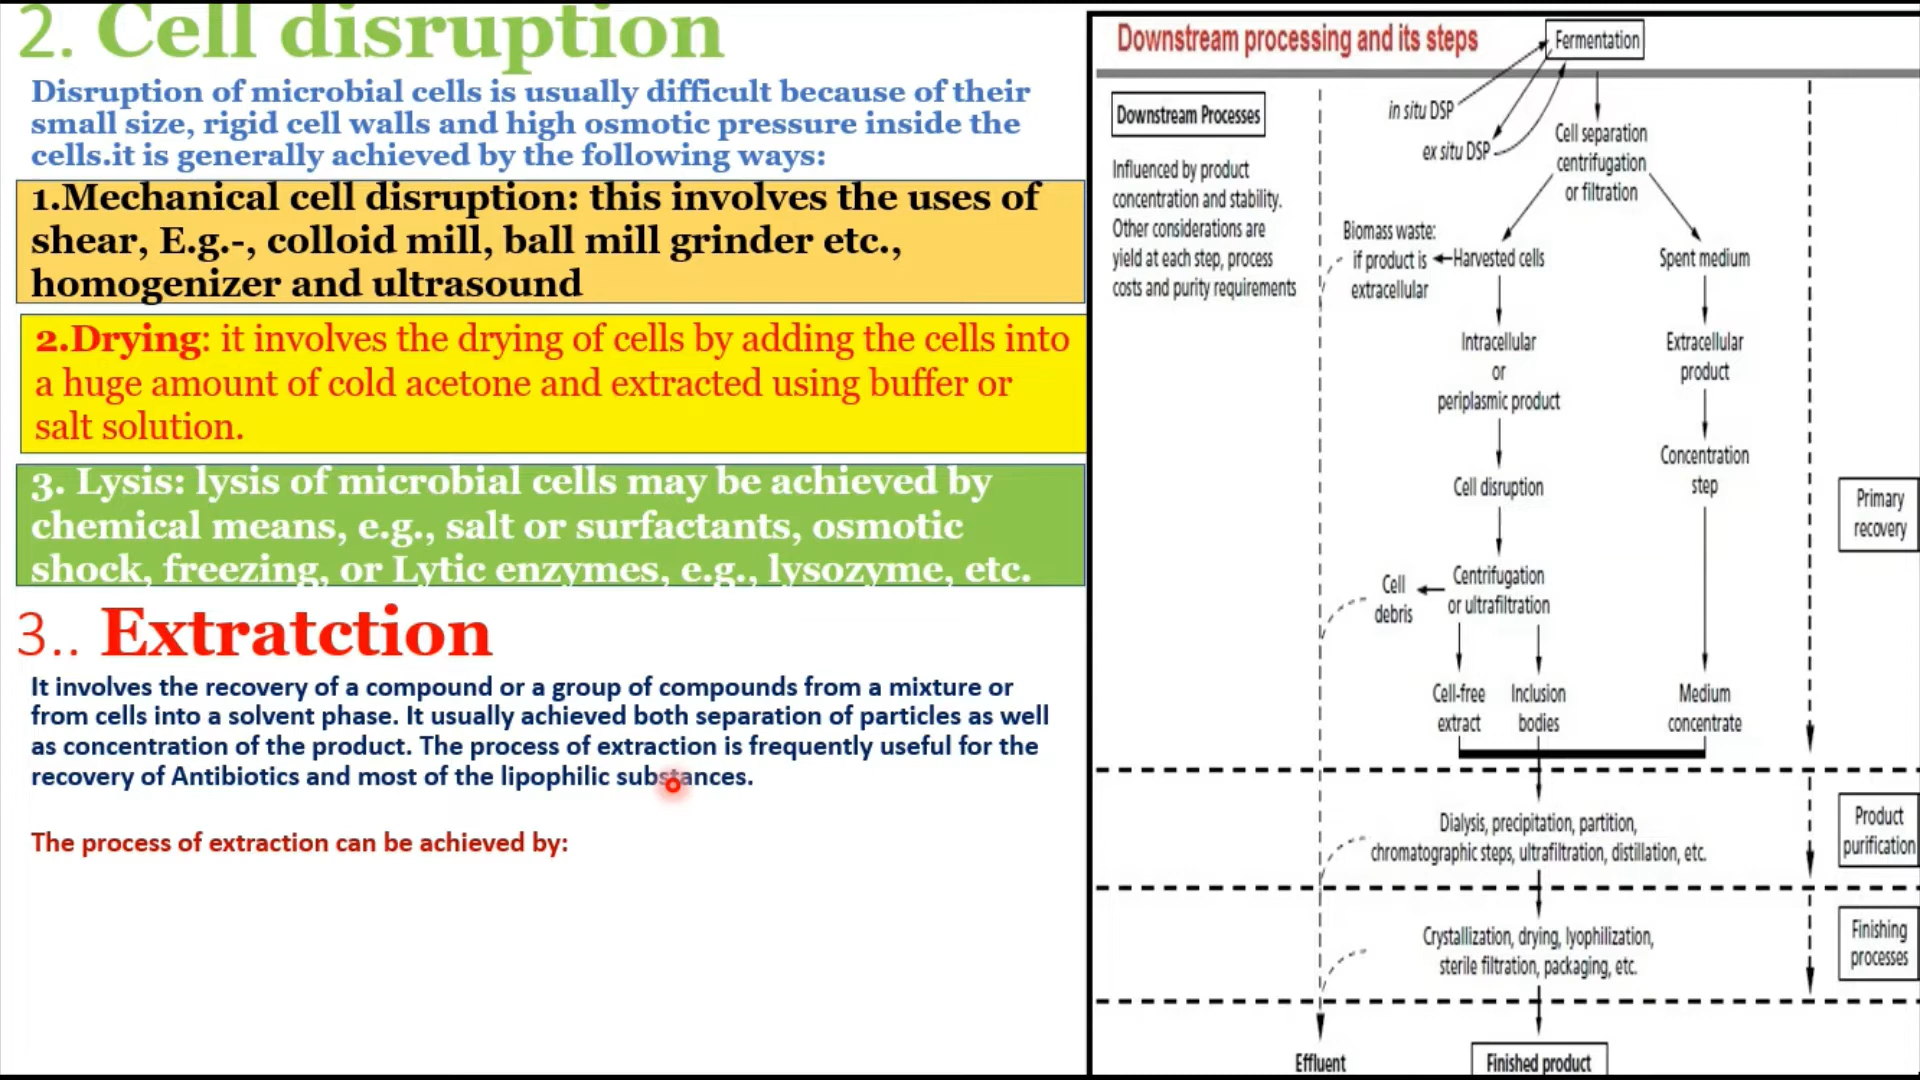 2. Cell disruption
Disruption of microbial cells is usually difficult because of their
small size, rigid cell walls and high osmotic pressure inside the
cells.it is generally achieved by the following ways:
1.Mechanical cell disruption: this involves the uses of
shear, E.g.-, colloid mill, ball mill grinder etc.,
homogenizer and ultrasound
2.Drying: it involves the drying of cells by adding the cells into
a huge amount of cold acetone and extracted using buffer or
salt solution.
3. Lysis: lysis of microbial cells may be achieved by
chemical means, e.g., salt or surfactants, osmotic
shock, freezing, or Lytic enzymes, e.g., lysozyme, etc.
3.. Extratction
It involves the recovery of a compound or a group of compounds from a mixture or
from cells into a solvent phase. It usually achieved both separation of particles as well
as concentration of the product. The process of extraction is frequently useful for the
recovery of Antibiotics and most of the lipophilic substances.
The process of extraction can be achieved by:
Downstream processing and its steps
Fermentation
Downstream Processes
Influenced by product
concentration and stability.
Other considerations are
yield at each step, process
costs and purity requirements
in situ DSP
ex situ DSP
Cell separation
centrifugation
or filtration
Biomass waste:
if product is
extracellular
Harvested cells
Spent medium
Intracellular
or
periplasmic product
Extracellular
product
Cell disruption
Concentration
step
Primary
recovery
Cell
debris
Centrifugation
or ultrafiltration
Cell-free
extract
Inclusion
bodies
Medium
concentrate
Dialysis, precipitation, partition,
chromatographic steps, ultrafiltration, distillation, etc.
Product
purification
Crystallization, drying, lyophilization,
sterile filtration, packaging, etc.
Finishing
processes
Effluent
Finished product